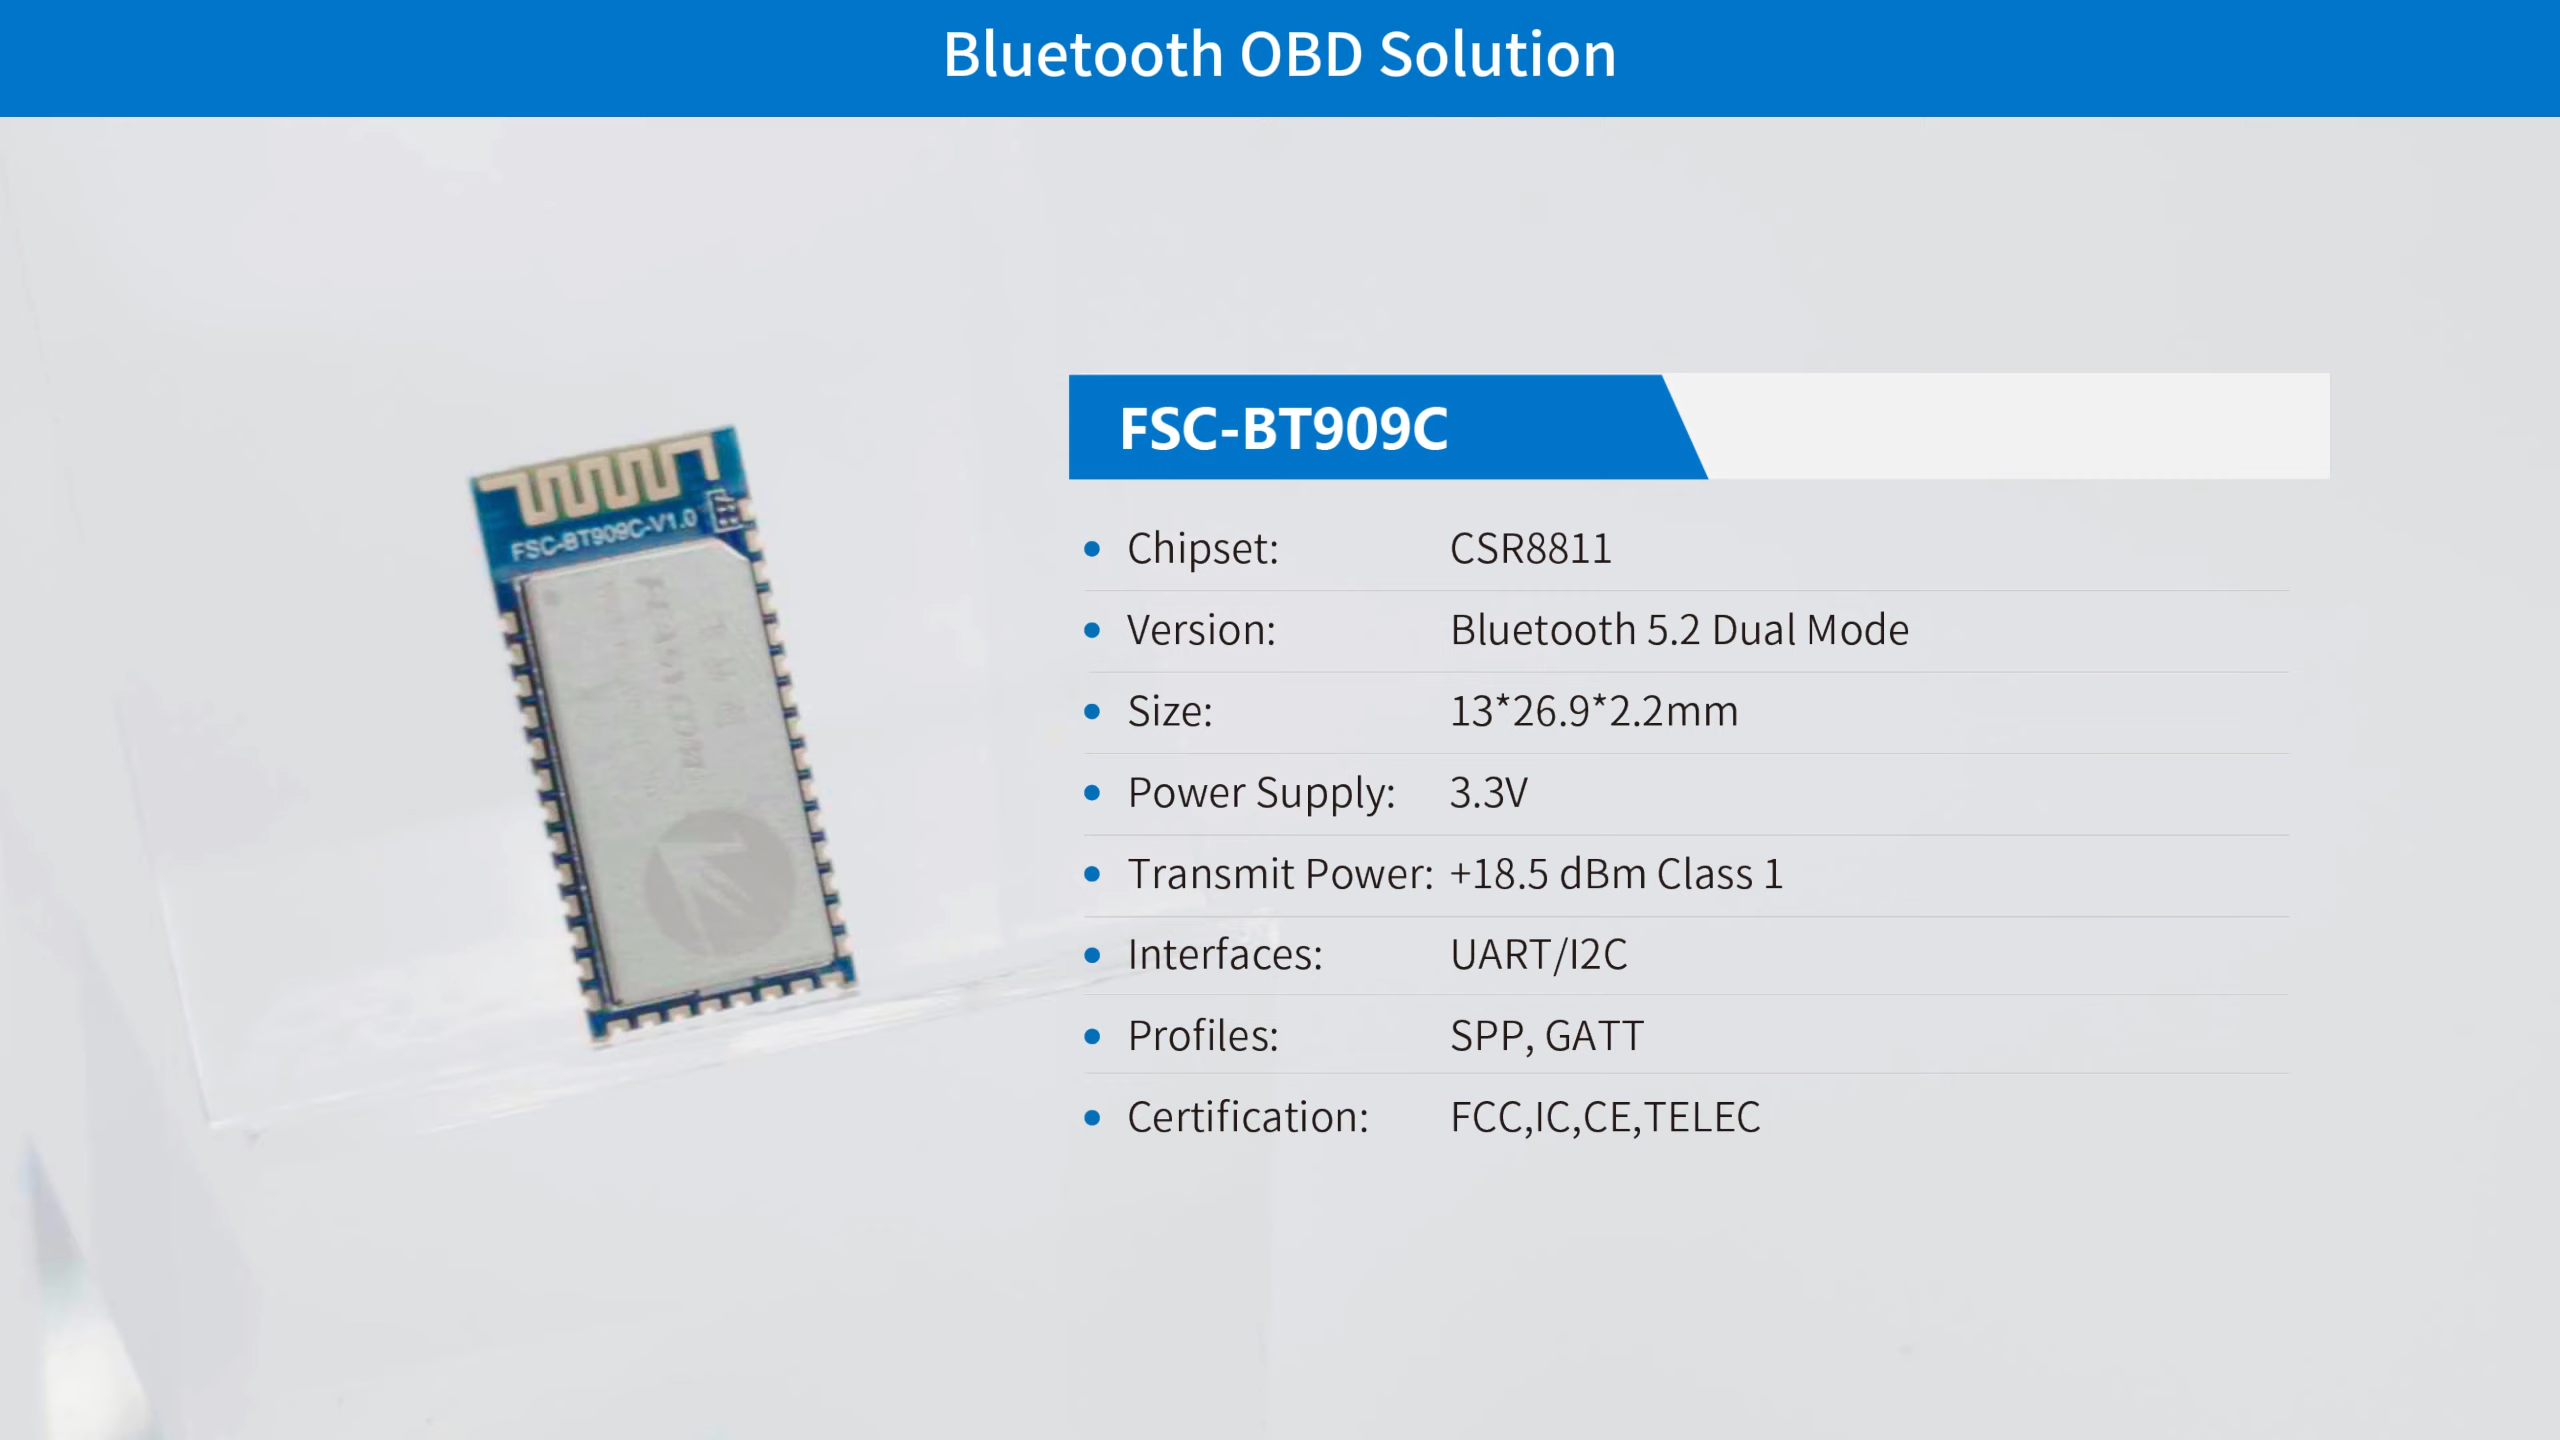 Bluetooth OBD Solution
FSC-BT909C-V1.0
FSC-BT909C
Chipset: CSR8811
Version: Bluetooth 5.2 Dual Mode
Size: 13*26.9*2.2mm
Power Supply: 3.3V
Transmit Power: +18.5 dBm Class 1
Interfaces: UART/I2C
Profiles: SPP, GATT
Certification: FCC,IC,CE,TELEC